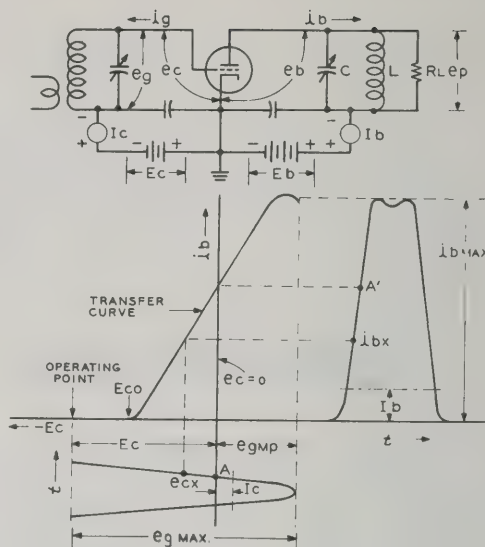 ig ib
eg ec eb C L RL ep
- -
+ Ic - + - + + Ib
Ec Eb
ib
ib MAX.
TRANSFER CURVE
A'
ibx
OPERATING POINT
Eco
ec=0
Ib
-Ec
Ec egMP t
t
A
ecx Ic
eg MAX.